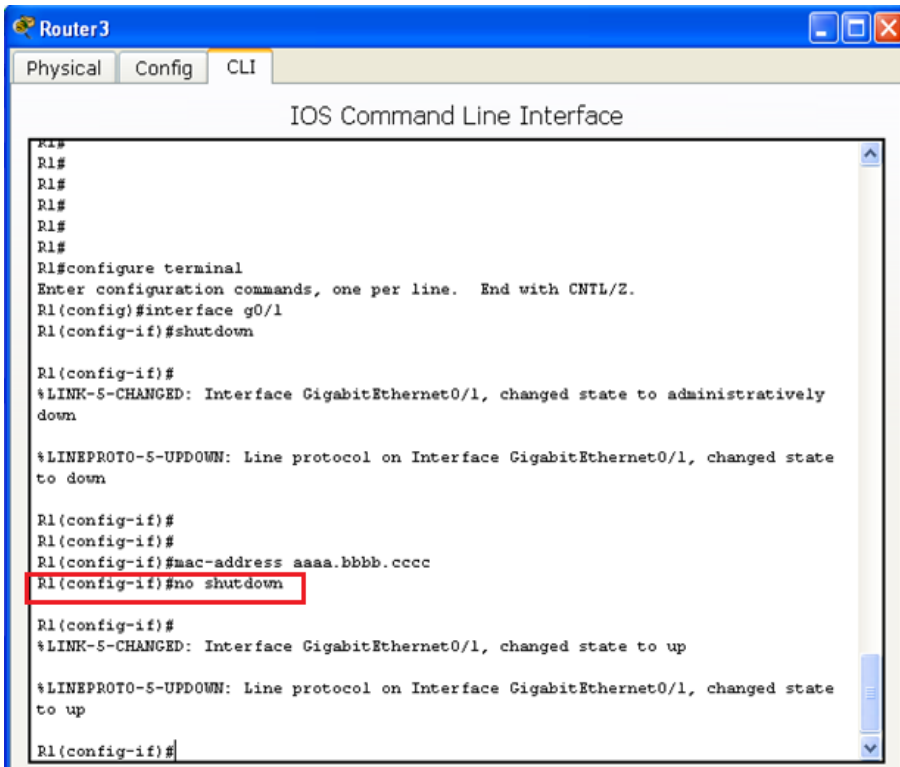 Router3
Physical Config CLI
IOS Command Line Interface
R1#
R1#
R1#
R1#
R1#
R1#
R1#configure terminal
Enter configuration commands, one per line.  End with CNTL/Z.
R1(config)#interface g0/1
R1(config-if)#shutdown
R1(config-if)#
%LINK-5-CHANGED: Interface GigabitEthernet0/1, changed state to administratively
down
%LINEPROTO-5-UPDOWN: Line protocol on Interface GigabitEthernet0/1, changed state
to down
R1(config-if)#
R1(config-if)#
R1(config-if)#mac-address aaaa.bbbb.cccc
R1(config-if)#no shutdown
R1(config-if)#
%LINK-5-CHANGED: Interface GigabitEthernet0/1, changed state to up
%LINEPROTO-5-UPDOWN: Line protocol on Interface GigabitEthernet0/1, changed state
to up
R1(config-if)#